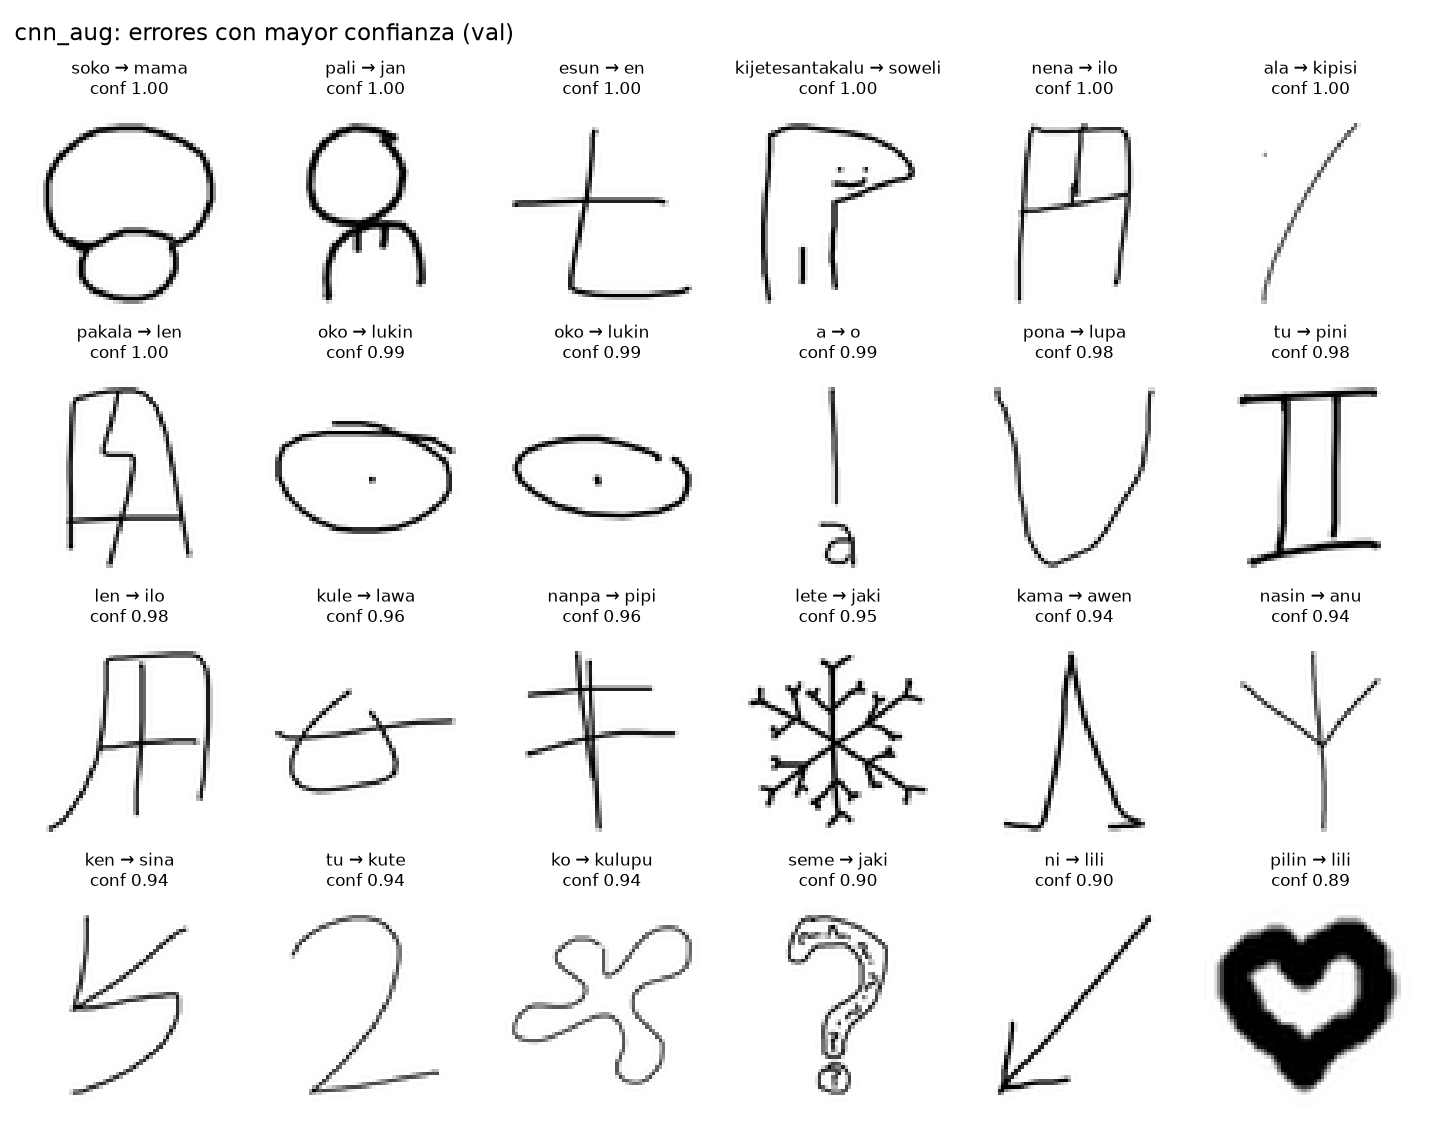 cnn_aug: errores con mayor confianza (val)
soko → mama
conf 1.00
pali → jan
conf 1.00
esun → en
conf 1.00
kijetesantakalu → soweli
conf 1.00
nena → ilo
conf 1.00
ala → kipisi
conf 1.00
pakala → len
conf 1.00
oko → lukin
conf 0.99
oko → lukin
conf 0.99
a → o
conf 0.99
a
pona → lupa
conf 0.98
tu → pini
conf 0.98
len → ilo
conf 0.98
kule → lawa
conf 0.96
nanpa → pipi
conf 0.96
lete → jaki
conf 0.95
kama → awen
conf 0.94
nasin → anu
conf 0.94
ken → sina
conf 0.94
tu → kute
conf 0.94
2
ko → kulupu
conf 0.94
seme → jaki
conf 0.90
?
ni → lili
conf 0.90
pilin → lili
conf 0.89